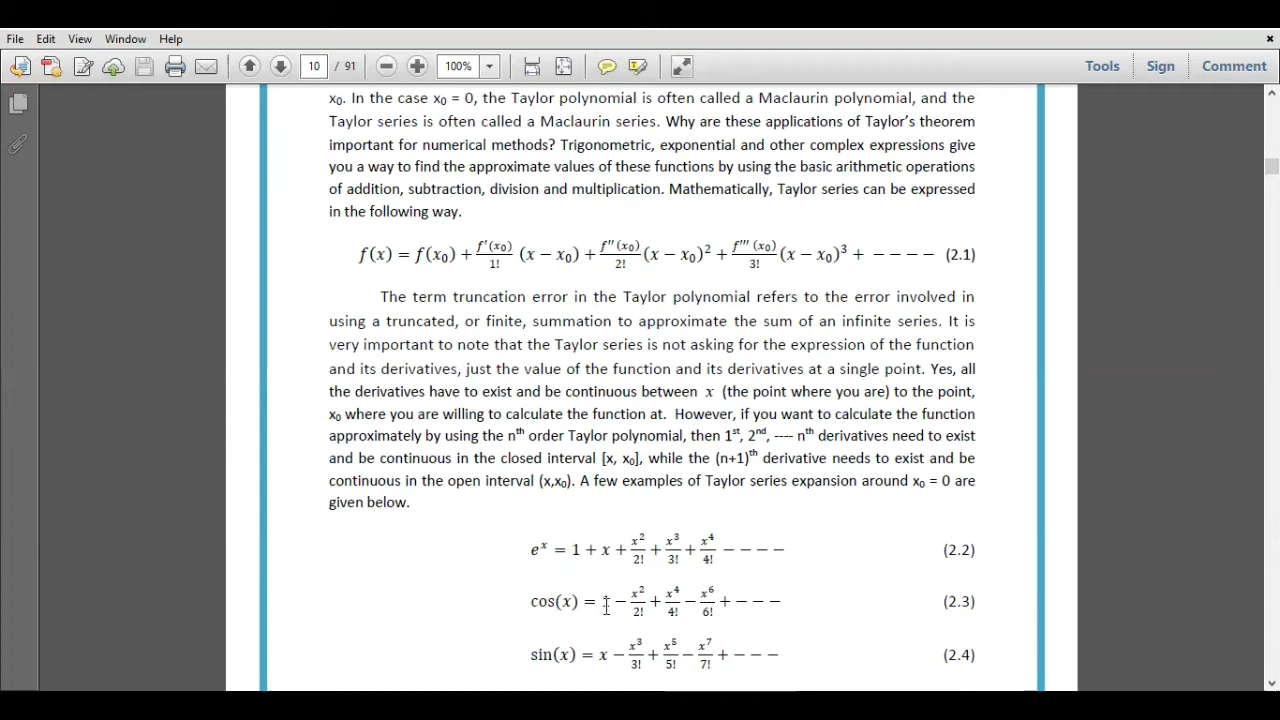 File Edit View Window Help ×
10 / 91 100% Tools Sign Comment
x₀. In the case x₀ = 0, the Taylor polynomial is often called a Maclaurin polynomial, and the
Taylor series is often called a Maclaurin series. Why are these applications of Taylor's theorem
important for numerical methods? Trigonometric, exponential and other complex expressions give
you a way to find the approximate values of these functions by using the basic arithmetic operations
of addition, subtraction, division and multiplication. Mathematically, Taylor series can be expressed
in the following way.
f(x) = f(x₀) + f′(x₀)/1! (x − x₀) + f″(x₀)/2! (x − x₀)² + f‴(x₀)/3! (x − x₀)³ + − − − − (2.1)
The term truncation error in the Taylor polynomial refers to the error involved in
using a truncated, or finite, summation to approximate the sum of an infinite series. It is
very important to note that the Taylor series is not asking for the expression of the function
and its derivatives, just the value of the function and its derivatives at a single point. Yes, all
the derivatives have to exist and be continuous between x (the point where you are) to the point,
x₀ where you are willing to calculate the function at. However, if you want to calculate the function
approximately by using the nᵗʰ order Taylor polynomial, then 1ˢᵗ, 2ⁿᵈ, ---- nᵗʰ derivatives need to exist
and be continuous in the closed interval [x, x₀], while the (n+1)ᵗʰ derivative needs to exist and be
continuous in the open interval (x,x₀). A few examples of Taylor series expansion around x₀ = 0 are
given below.
eˣ = 1 + x + x²/2! + x³/3! + x⁴/4! − − − − (2.2)
cos(x) = − x²/2! + x⁴/4! − x⁶/6! + − − − (2.3)
sin(x) = x − x³/3! + x⁵/5! − x⁷/7! + − − − (2.4)